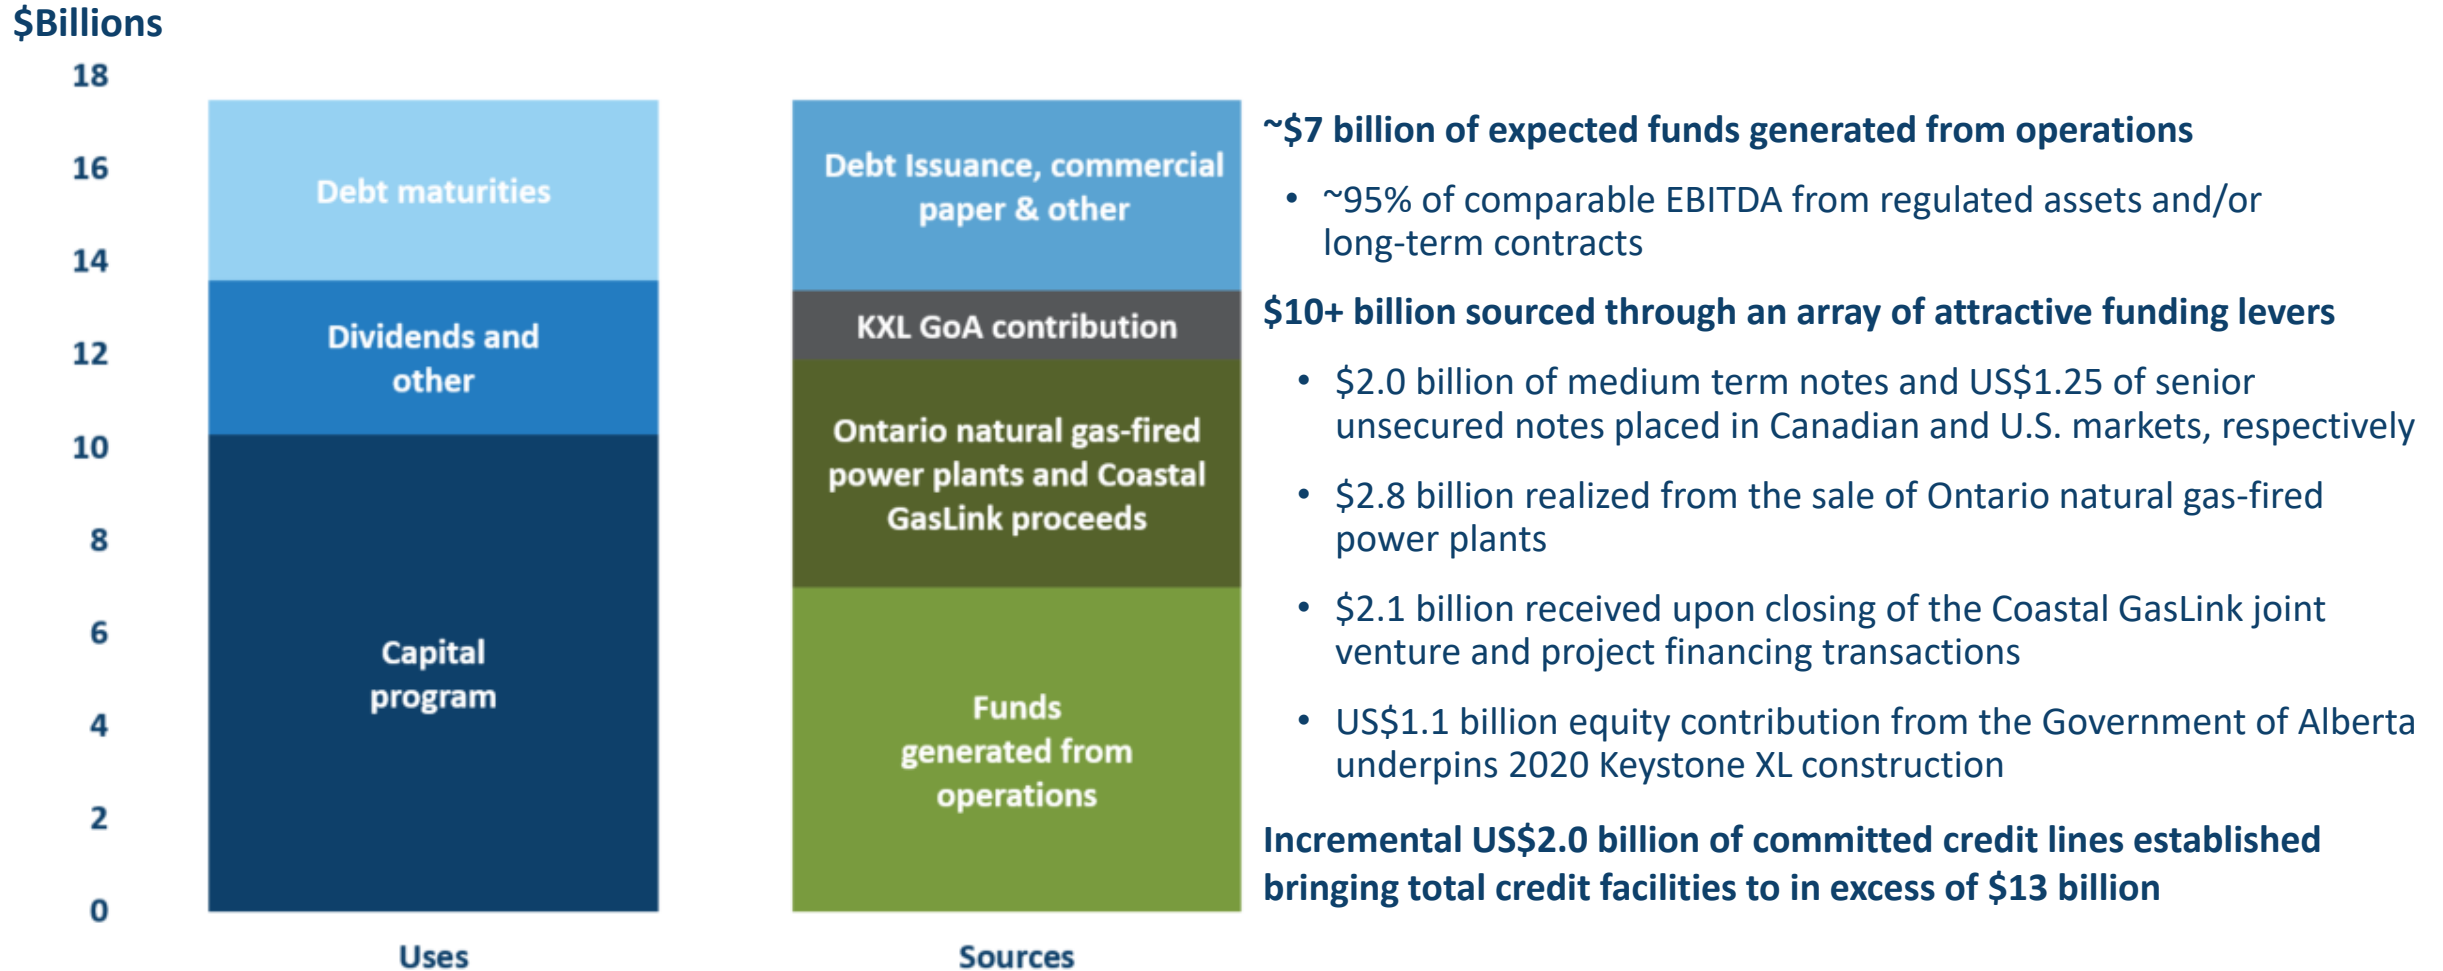 $Billions
18
16
14
12
10
8
6
4
2
0
Debt maturities
Dividends and
other
Capital
program
Uses
Debt Issuance, commercial
paper & other
KXL GoA contribution
Ontario natural gas-fired
power plants and Coastal
GasLink proceeds
Funds
generated from
operations
Sources
~$7 billion of expected funds generated from operations
• ~95% of comparable EBITDA from regulated assets and/or
long-term contracts
$10+ billion sourced through an array of attractive funding levers
• $2.0 billion of medium term notes and US$1.25 of senior
unsecured notes placed in Canadian and U.S. markets, respectively
• $2.8 billion realized from the sale of Ontario natural gas-fired
power plants
• $2.1 billion received upon closing of the Coastal GasLink joint
venture and project financing transactions
• US$1.1 billion equity contribution from the Government of Alberta
underpins 2020 Keystone XL construction
Incremental US$2.0 billion of committed credit lines established
bringing total credit facilities to in excess of $13 billion